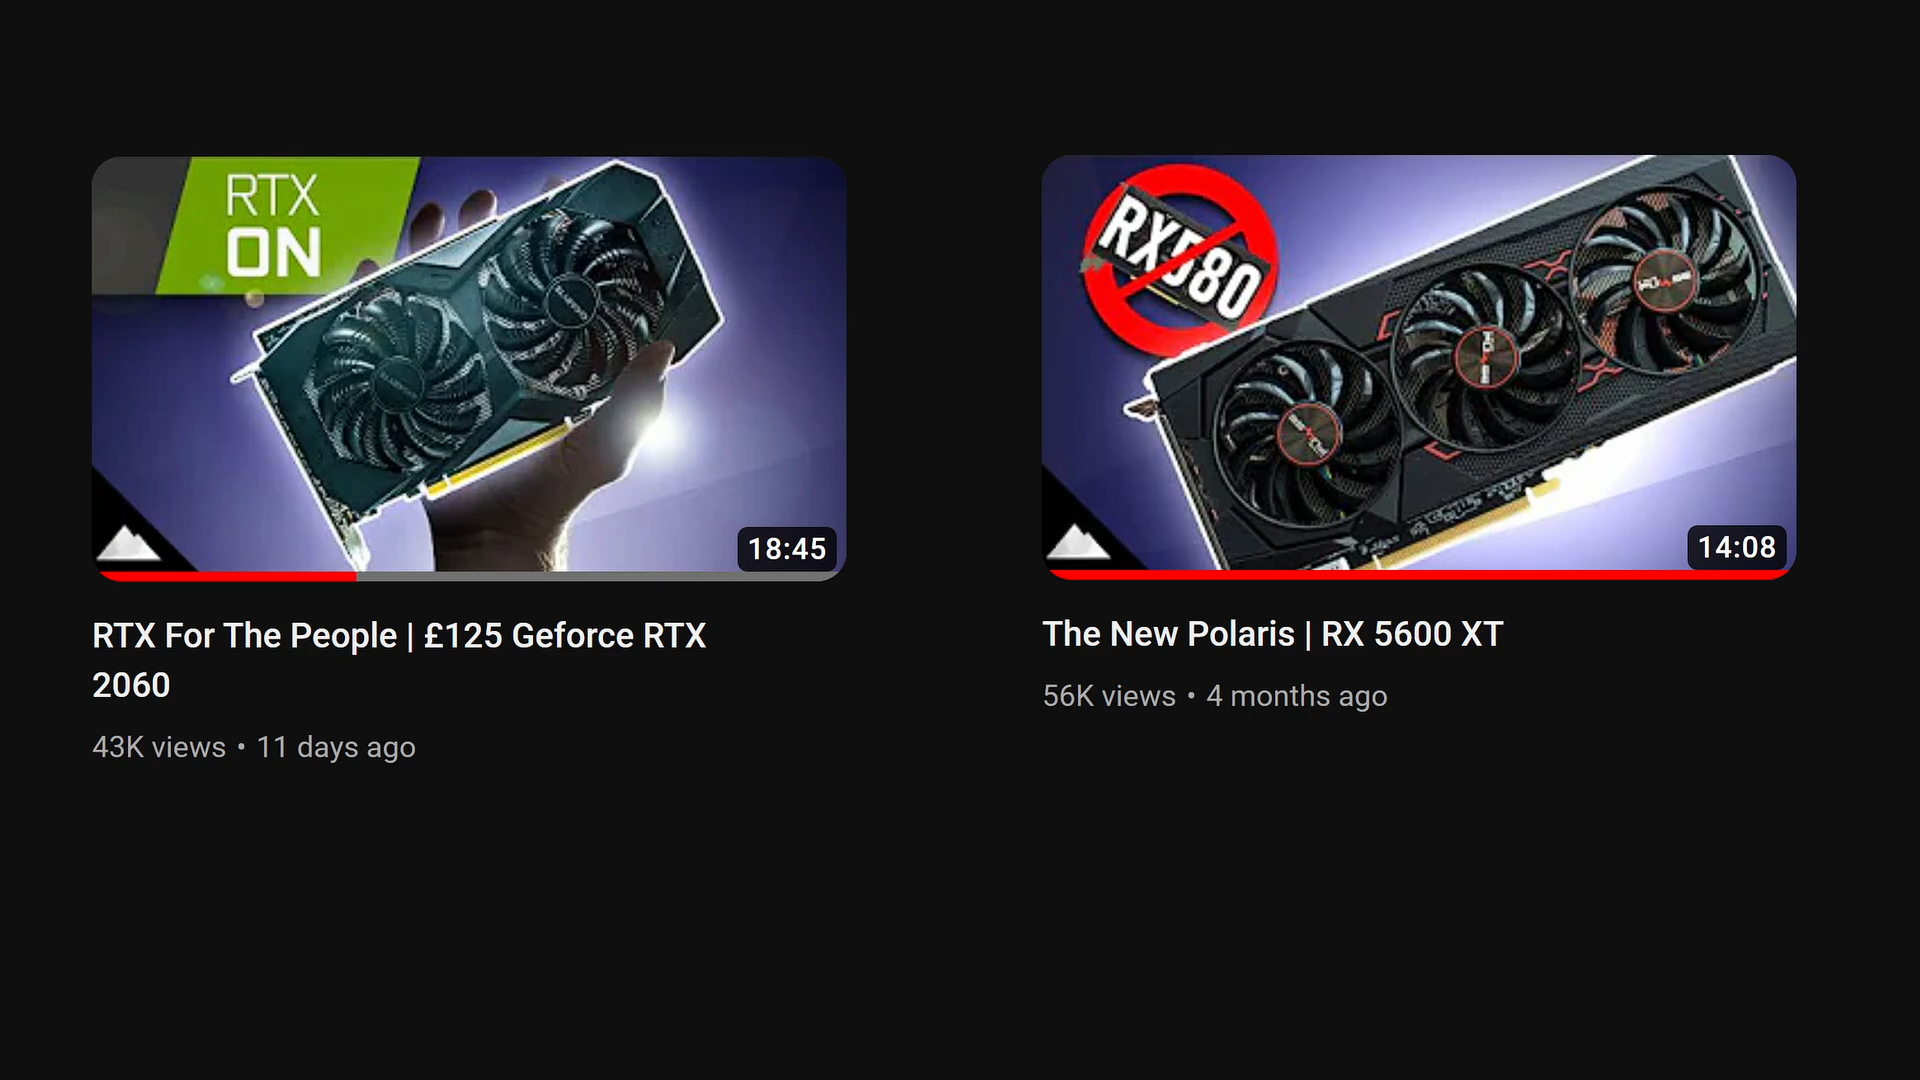 RTX
ON
18:45
RTX For The People | £125 Geforce RTX
2060
43K views • 11 days ago
RX580
14:08
The New Polaris | RX 5600 XT
56K views • 4 months ago